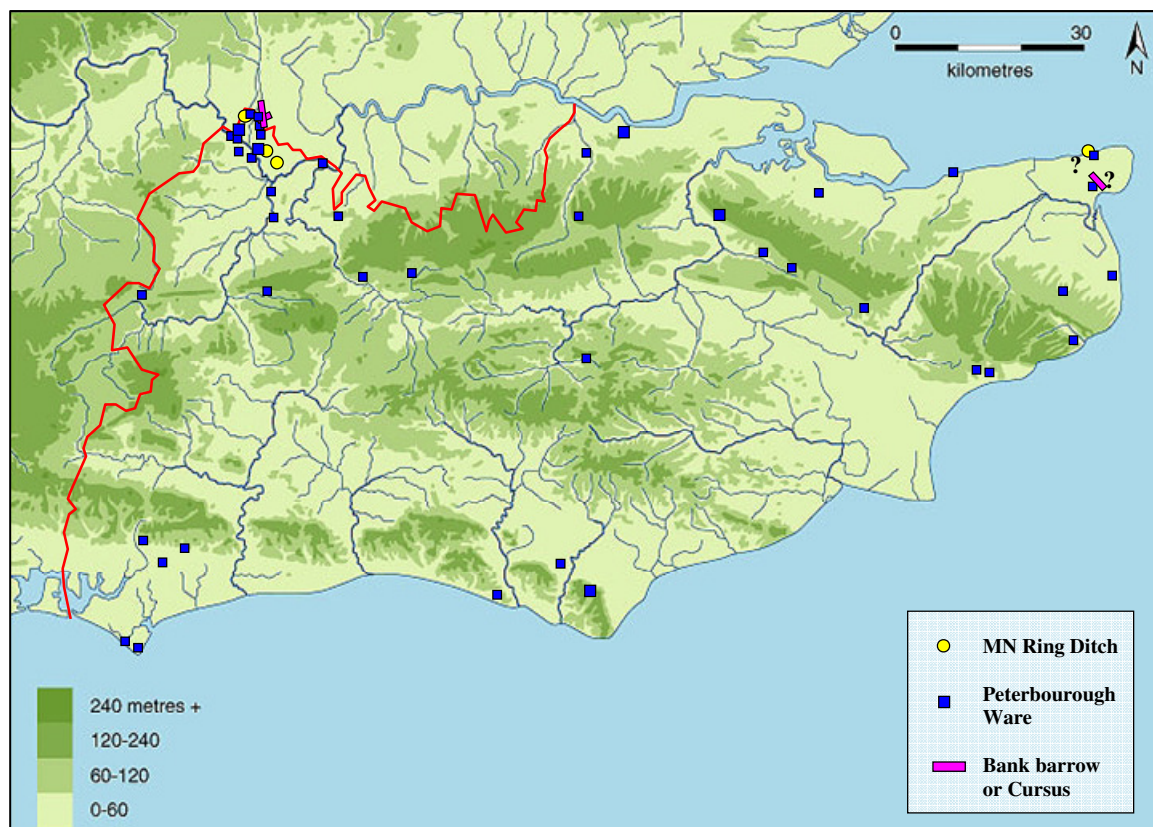 0
30
kilometres
N
?
?
MN Ring Ditch
Peterbourough
Ware
Bank barrow
or Cursus
240 metres +
120-240
60-120
0-60